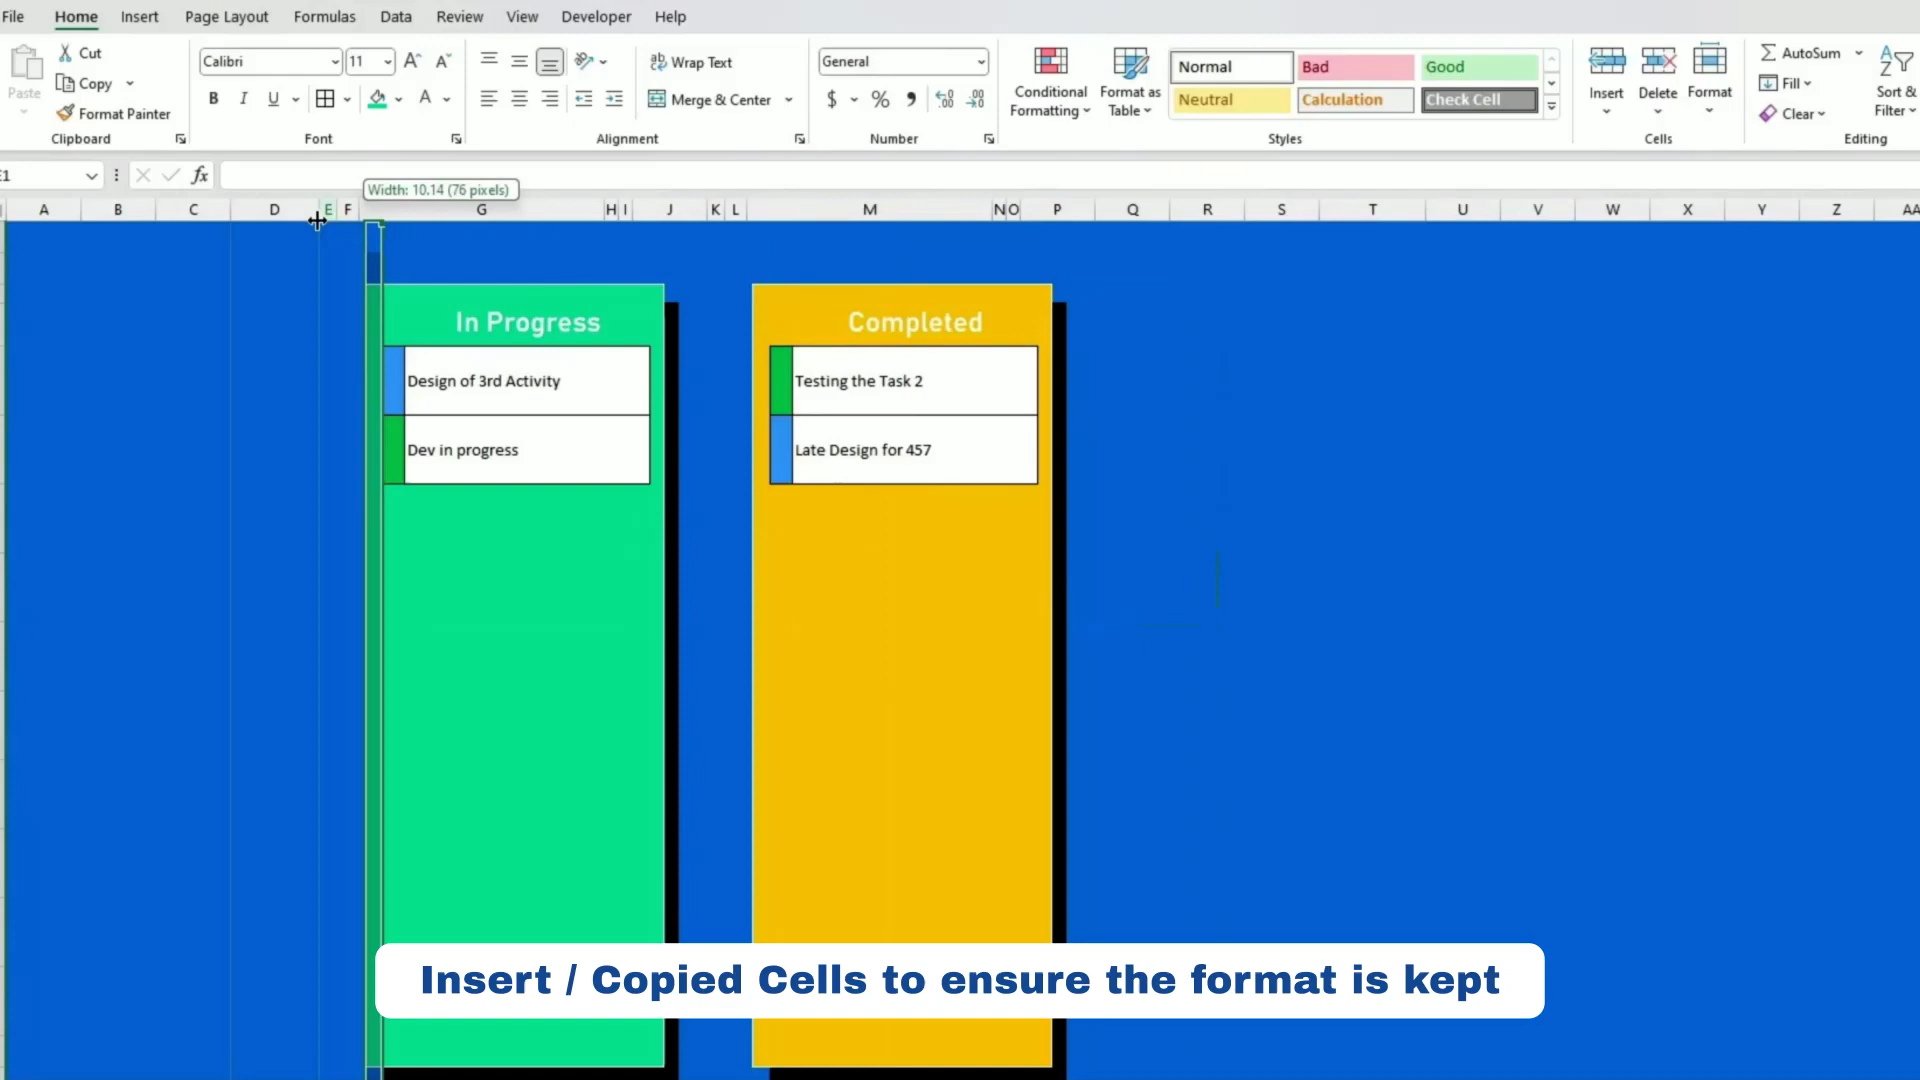 File Home Insert Page Layout Formulas Data Review View Developer Help
Paste Cut Copy Format Painter Clipboard
Calibri 11 B I U A Font
ab Wrap Text Merge & Center Alignment
General $ % Number
Conditional Formatting Format as Table
Normal Bad Good
Neutral Calculation Check Cell
Styles
Insert Delete Format Cells
AutoSum Fill Clear Sort & Filter Editing
fx
Width: 10.14 (76 pixels)
A B C D E F G H I J K L M N O P Q R S T U V W X Y Z AA
In Progress
Design of 3rd Activity
Dev in progress
Completed
Testing the Task 2
Late Design for 457
Insert / Copied Cells to ensure the format is kept